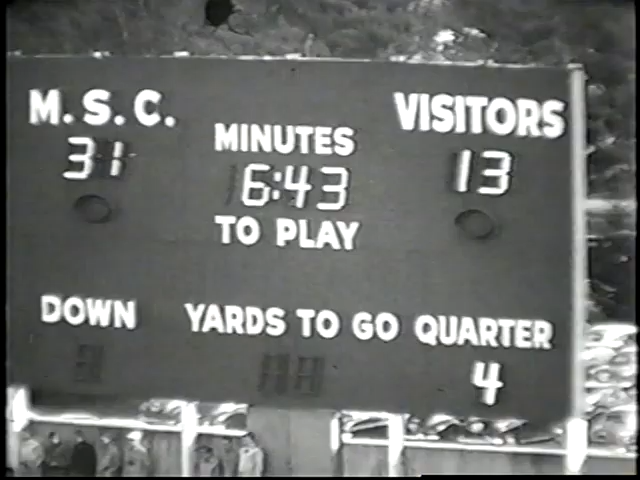 M.S.C. VISITORS
MINUTES
31 6:43 13
TO PLAY
DOWN YARDS TO GO QUARTER
4